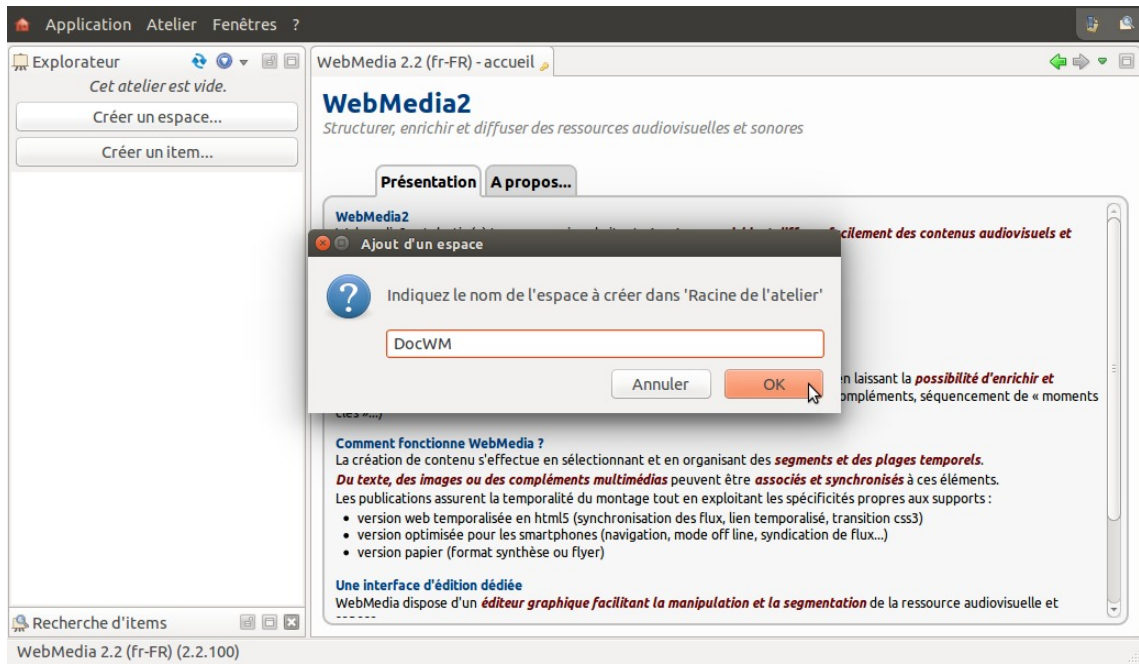 Application Atelier Fenêtres ?
Explorateur
Cet atelier est vide.
Créer un espace...
Créer un item...
WebMedia 2.2 (fr-FR) - accueil
WebMedia2
Structurer, enrichir et diffuser des ressources audiovisuelles et sonores
Présentation A propos...
WebMedia2
facilement des contenus audiovisuels et
Ajout d'un espace
Indiquez le nom de l'espace à créer dans 'Racine de l'atelier'
DocWM
Annuler OK
en laissant la possibilité d'enrichir et
compléments, séquencement de « moments
clés »...)
Comment fonctionne WebMedia ?
La création de contenu s'effectue en sélectionnant et en organisant des segments et des plages temporels.
Du texte, des images ou des compléments multimédias peuvent être associés et synchronisés à ces éléments.
Les publications assurent la temporalité du montage tout en exploitant les spécificités propres aux supports :
• version web temporalisée en html5 (synchronisation des flux, lien temporalisé, transition css3)
• version optimisée pour les smartphones (navigation, mode off line, syndication de flux...)
• version papier (format synthèse ou flyer)
Une interface d'édition dédiée
WebMedia dispose d'un éditeur graphique facilitant la manipulation et la segmentation de la ressource audiovisuelle et
Recherche d'items
WebMedia 2.2 (fr-FR) (2.2.100)